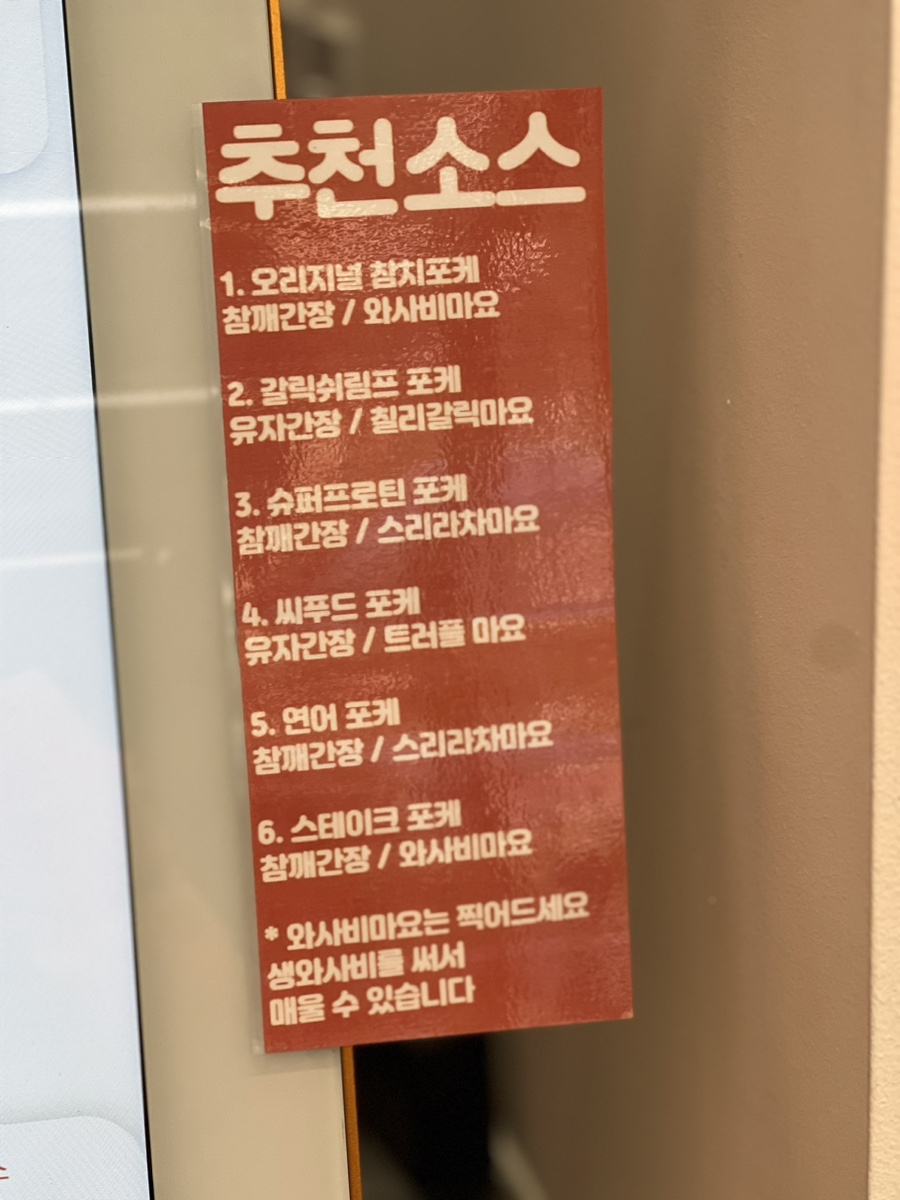 추천소스
1. 오리지널 참치포케
참깨간장 / 와사비마요
2. 갈릭쉬림프 포케
유자간장 / 칠리갈릭마요
3. 슈퍼프로틴 포케
참깨간장 / 스리라차마요
4. 씨푸드 포케
유자간장 / 트러플 마요
5. 연어 포케
참깨간장 / 스리라차마요
6. 스테이크 포케
참깨간장 / 와사비마요
* 와사비마요는 찍어드세요
생와사비를 써서
매울 수 있습니다